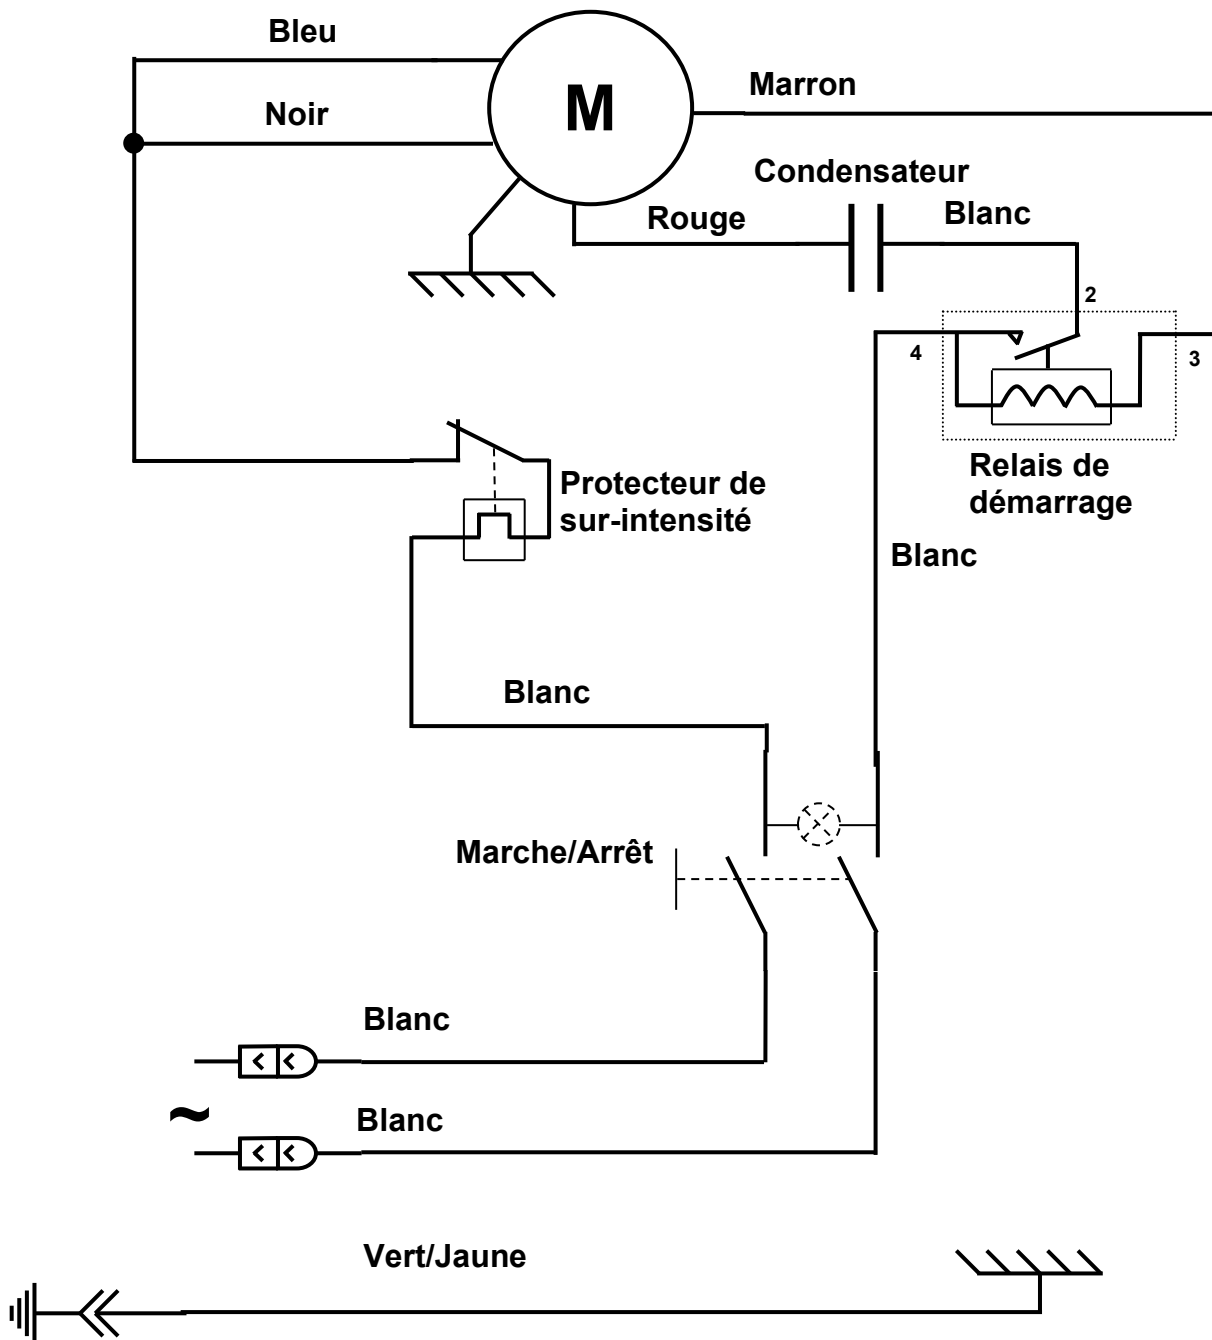 Bleu
M
Marron
Noir
Condensateur
Rouge
Blanc
2
4
3
Relais de
démarrage
Protecteur de
sur-intensité
Blanc
Blanc
Marche/Arrêt
Blanc
~
Blanc
Vert/Jaune